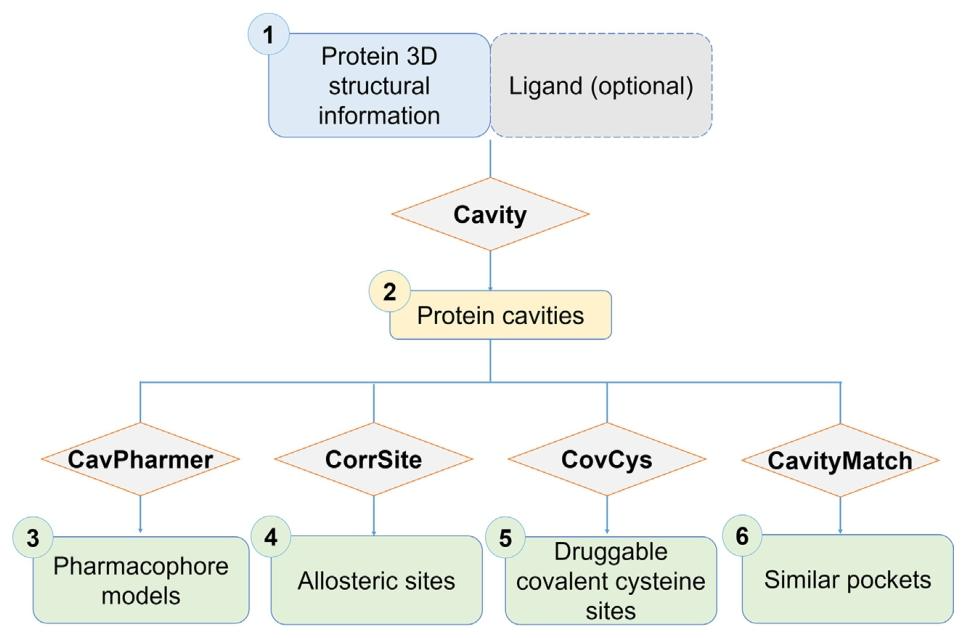 1
Protein 3D
structural
information
Ligand (optional)
Cavity
2
Protein cavities
CavPharmer
CorrSite
CovCys
CavityMatch
3
Pharmacophore
models
4
Allosteric sites
5
Druggable
covalent cysteine
sites
6
Similar pockets